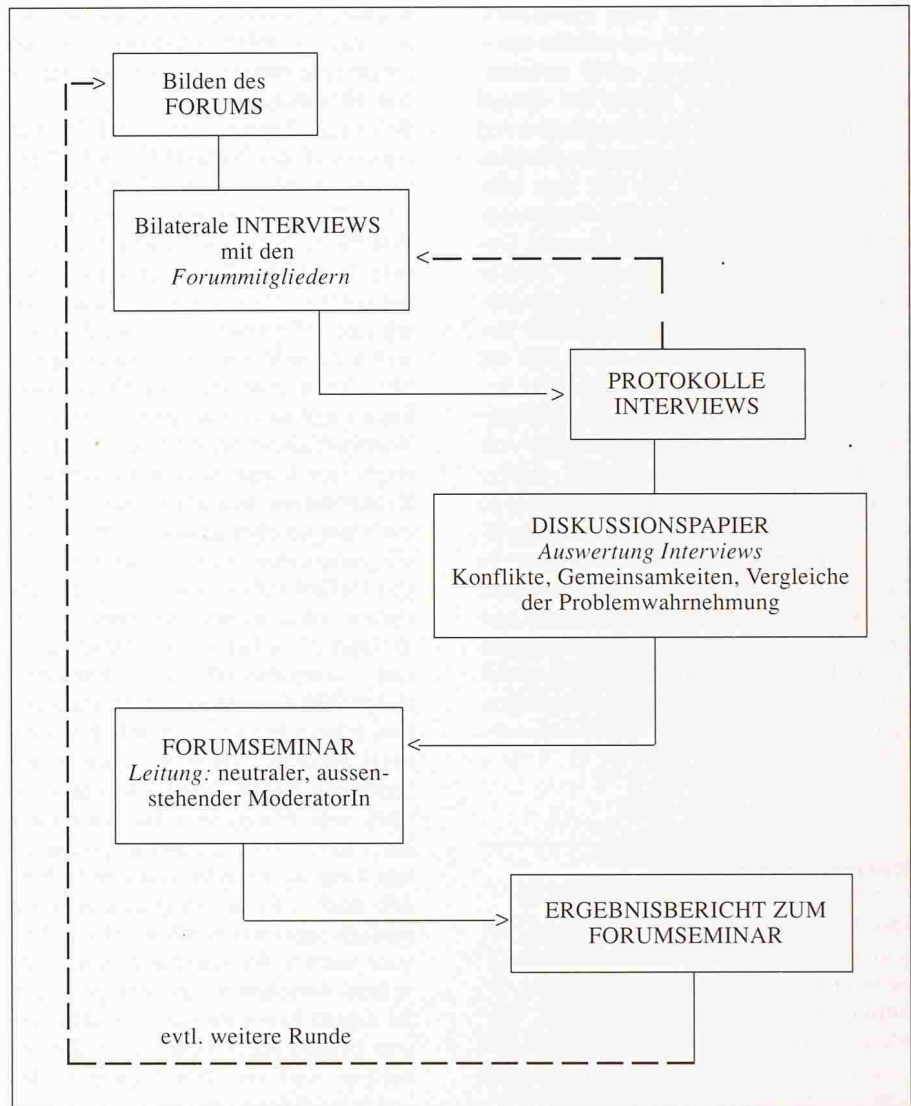 Bilden des
FORUMS
Bilaterale INTERVIEWS
mit den
Forummitgliedern
PROTOKOLLE
INTERVIEWS
DISKUSSIONSPAPIER
Auswertung Interviews
Konflikte, Gemeinsamkeiten, Vergleiche
der Problemwahrnehmung
FORUMSEMINAR
Leitung: neutraler, aussen-
stehender ModeratorIn
ERGEBNISBERICHT ZUM
FORUMSEMINAR
evtl. weitere Runde